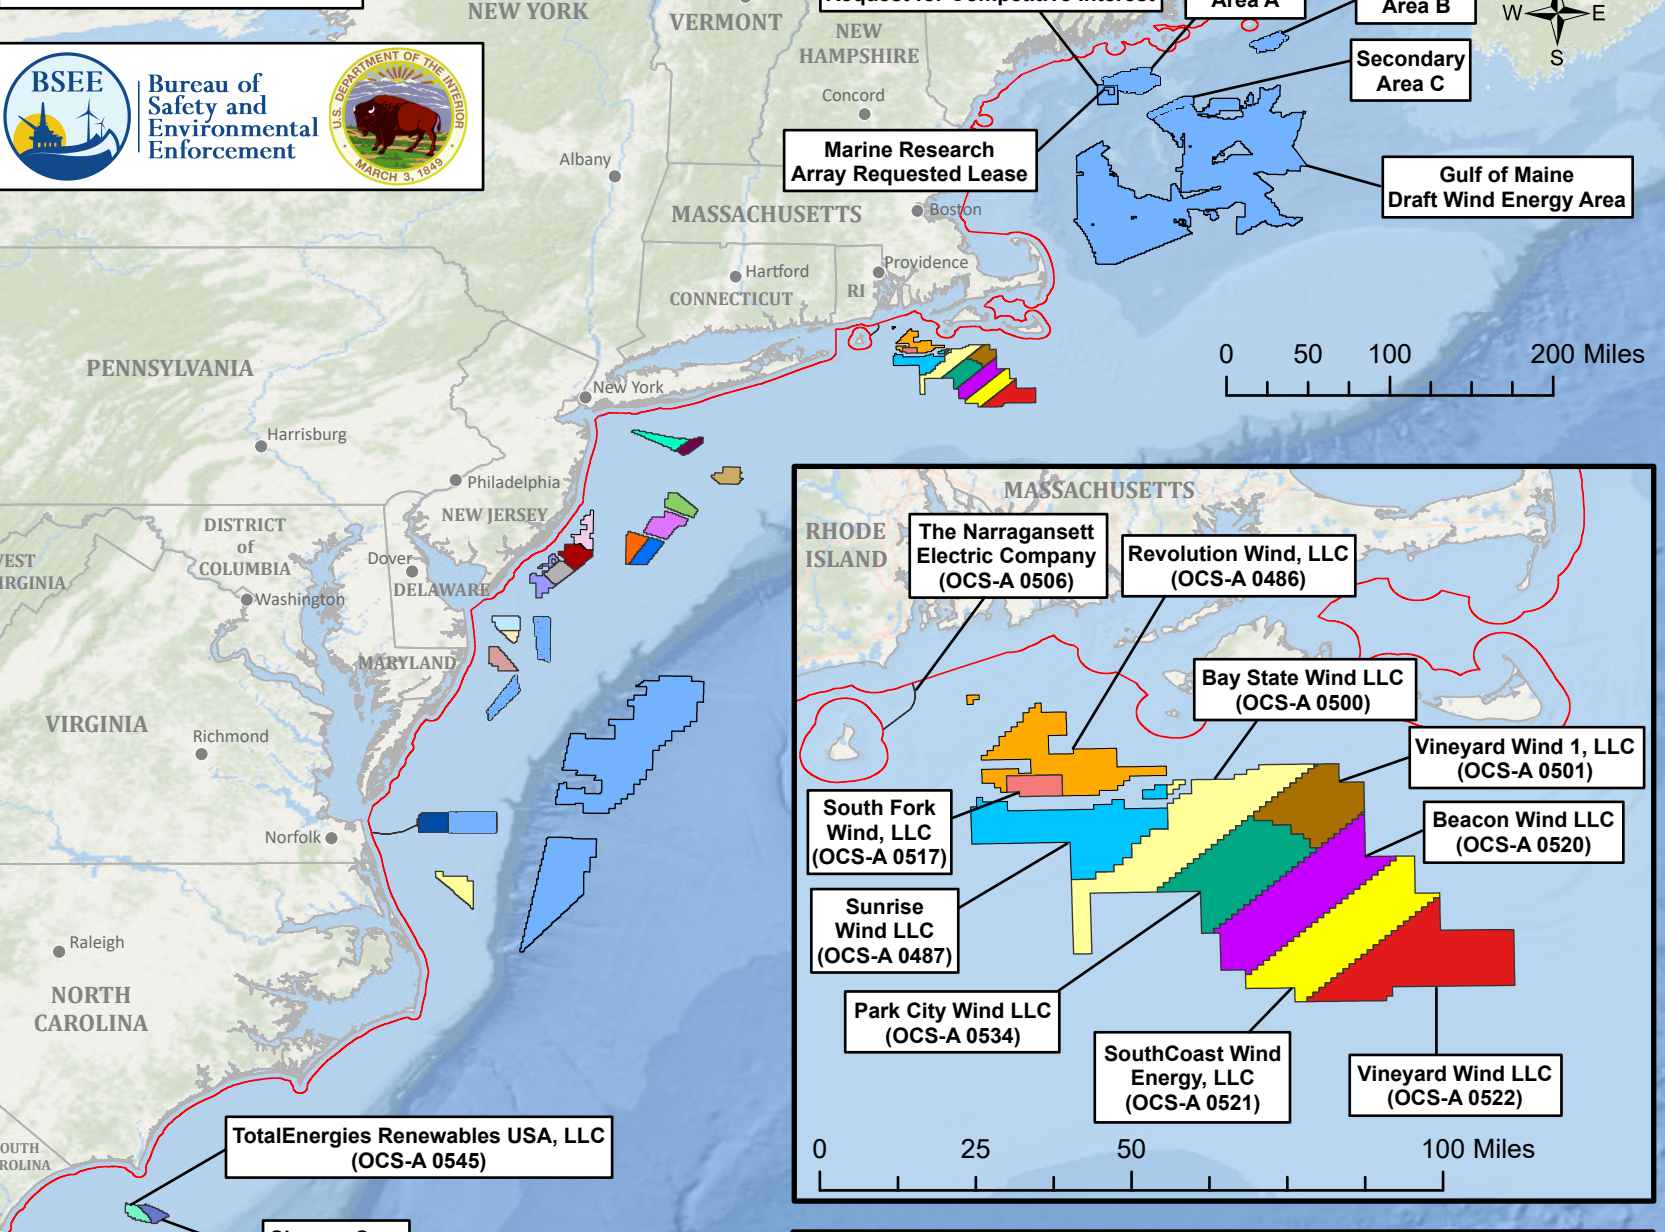 NEW YORK
VERMONT
NEW
HAMPSHIRE
Concord
Request for Competitive Interest
Area A
Area B
W
E
S
Secondary
Area C
BSEE
Bureau of
Safety and
Environmental
Enforcement
U.S. DEPARTMENT OF THE INTERIOR
MARCH 3, 1849
Albany
Marine Research
Array Requested Lease
Gulf of Maine
Draft Wind Energy Area
MASSACHUSETTS
Boston
Hartford
Providence
CONNECTICUT
RI
0 50 100 200 Miles
PENNSYLVANIA
New York
Harrisburg
Philadelphia
NEW JERSEY
DISTRICT
of
COLUMBIA
Dover
DELAWARE
Washington
MARYLAND
VIRGINIA
Richmond
Norfolk
Raleigh
NORTH
CAROLINA
TotalEnergies Renewables USA, LLC
(OCS-A 0545)
MASSACHUSETTS
RHODE
ISLAND
The Narragansett
Electric Company
(OCS-A 0506)
Revolution Wind, LLC
(OCS-A 0486)
Bay State Wind LLC
(OCS-A 0500)
Vineyard Wind 1, LLC
(OCS-A 0501)
South Fork
Wind, LLC
(OCS-A 0517)
Beacon Wind LLC
(OCS-A 0520)
Sunrise
Wind LLC
(OCS-A 0487)
Park City Wind LLC
(OCS-A 0534)
SouthCoast Wind
Energy, LLC
(OCS-A 0521)
Vineyard Wind LLC
(OCS-A 0522)
0 25 50 100 Miles